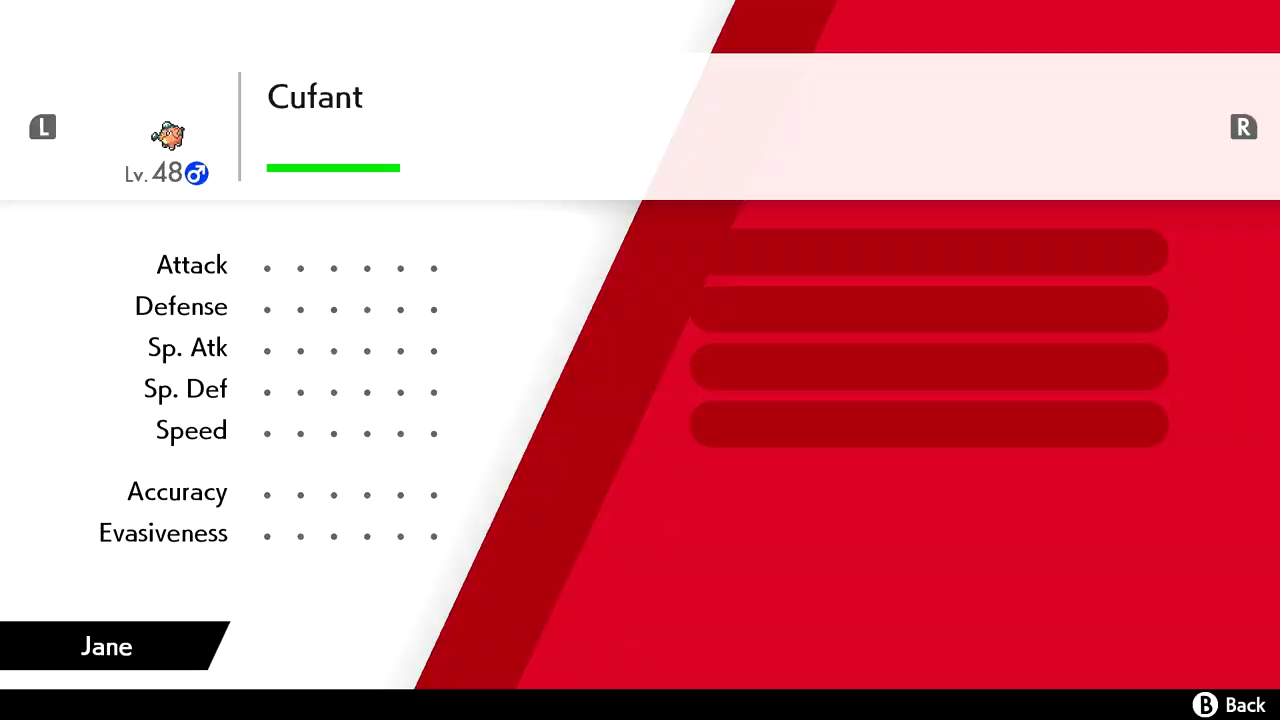 Cufant
L
R
Lv. 48♂
Attack
Defense
Sp. Atk
Sp. Def
Speed
Accuracy
Evasiveness
Jane
B Back